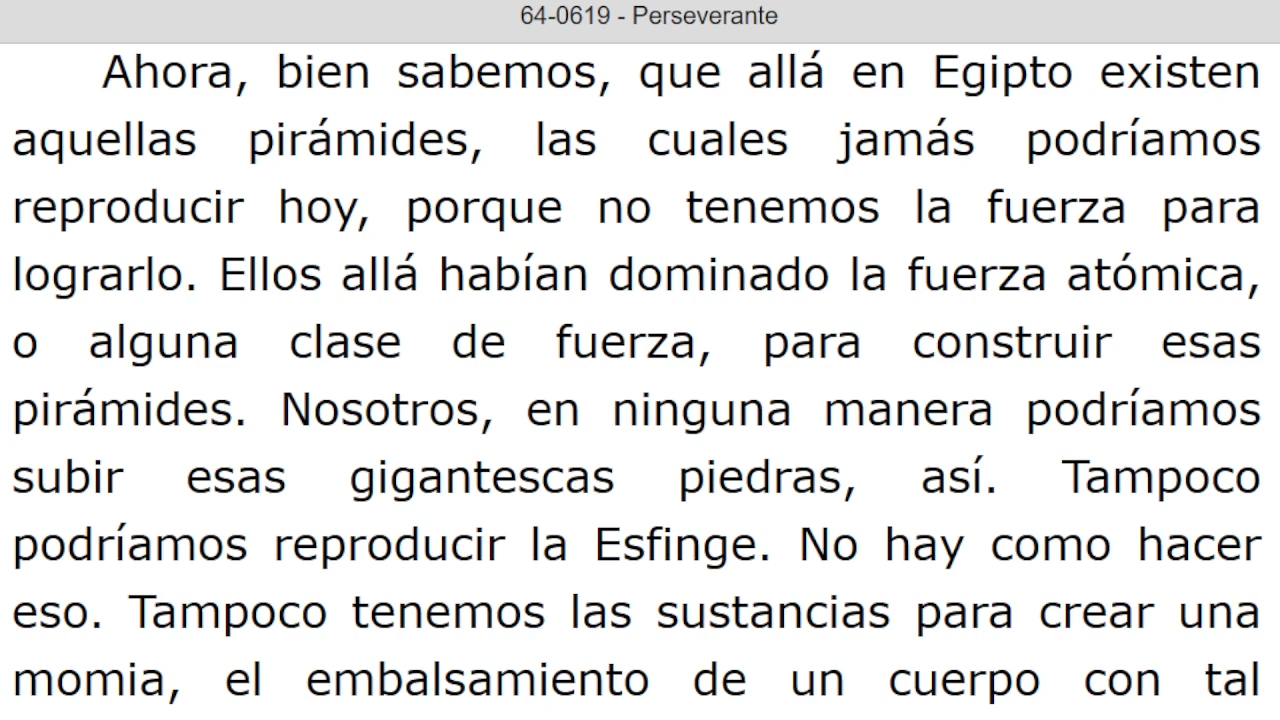 64-0619 - Perseverante
Ahora, bien sabemos, que allá en Egipto existen
aquellas pirámides, las cuales jamás podríamos
reproducir hoy, porque no tenemos la fuerza para
lograrlo. Ellos allá habían dominado la fuerza atómica,
o alguna clase de fuerza, para construir esas
pirámides. Nosotros, en ninguna manera podríamos
subir esas gigantescas piedras, así. Tampoco
podríamos reproducir la Esfinge. No hay como hacer
eso. Tampoco tenemos las sustancias para crear una
momia, el embalsamiento de un cuerpo con tal